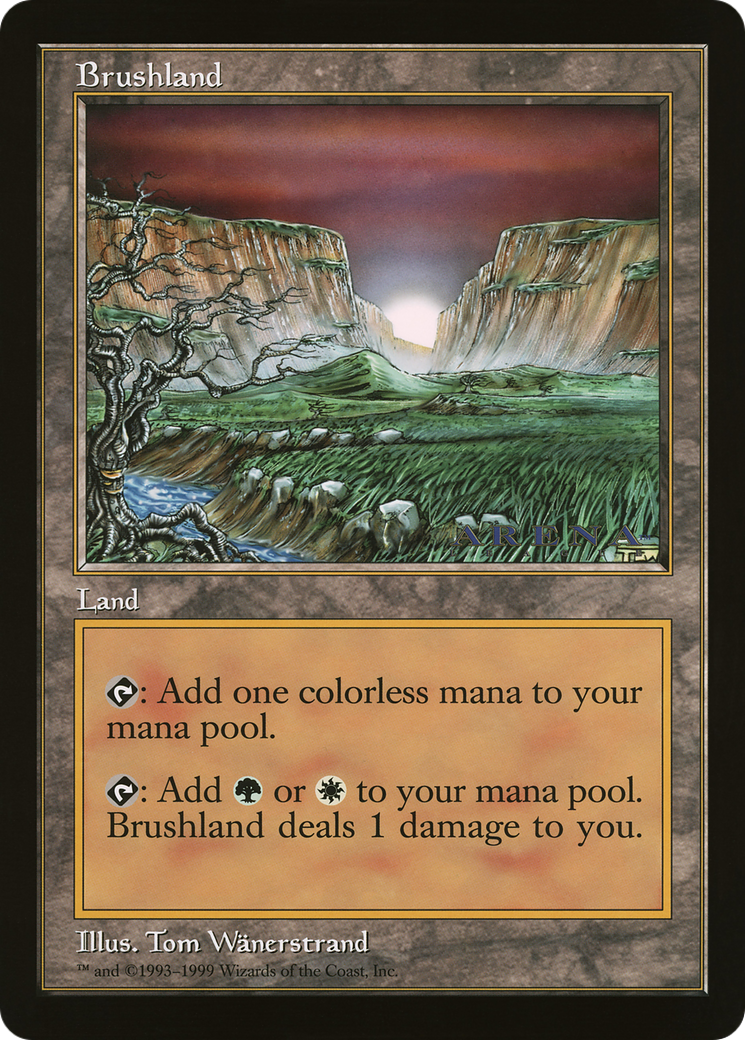 Brushland
ARENA
TCW
Land
: Add one colorless mana to your
mana pool.
: Add or to your mana pool.
Brushland deals 1 damage to you.
Illus. Tom Wänerstrand
™ and ©1993–1999 Wizards of the Coast, Inc.